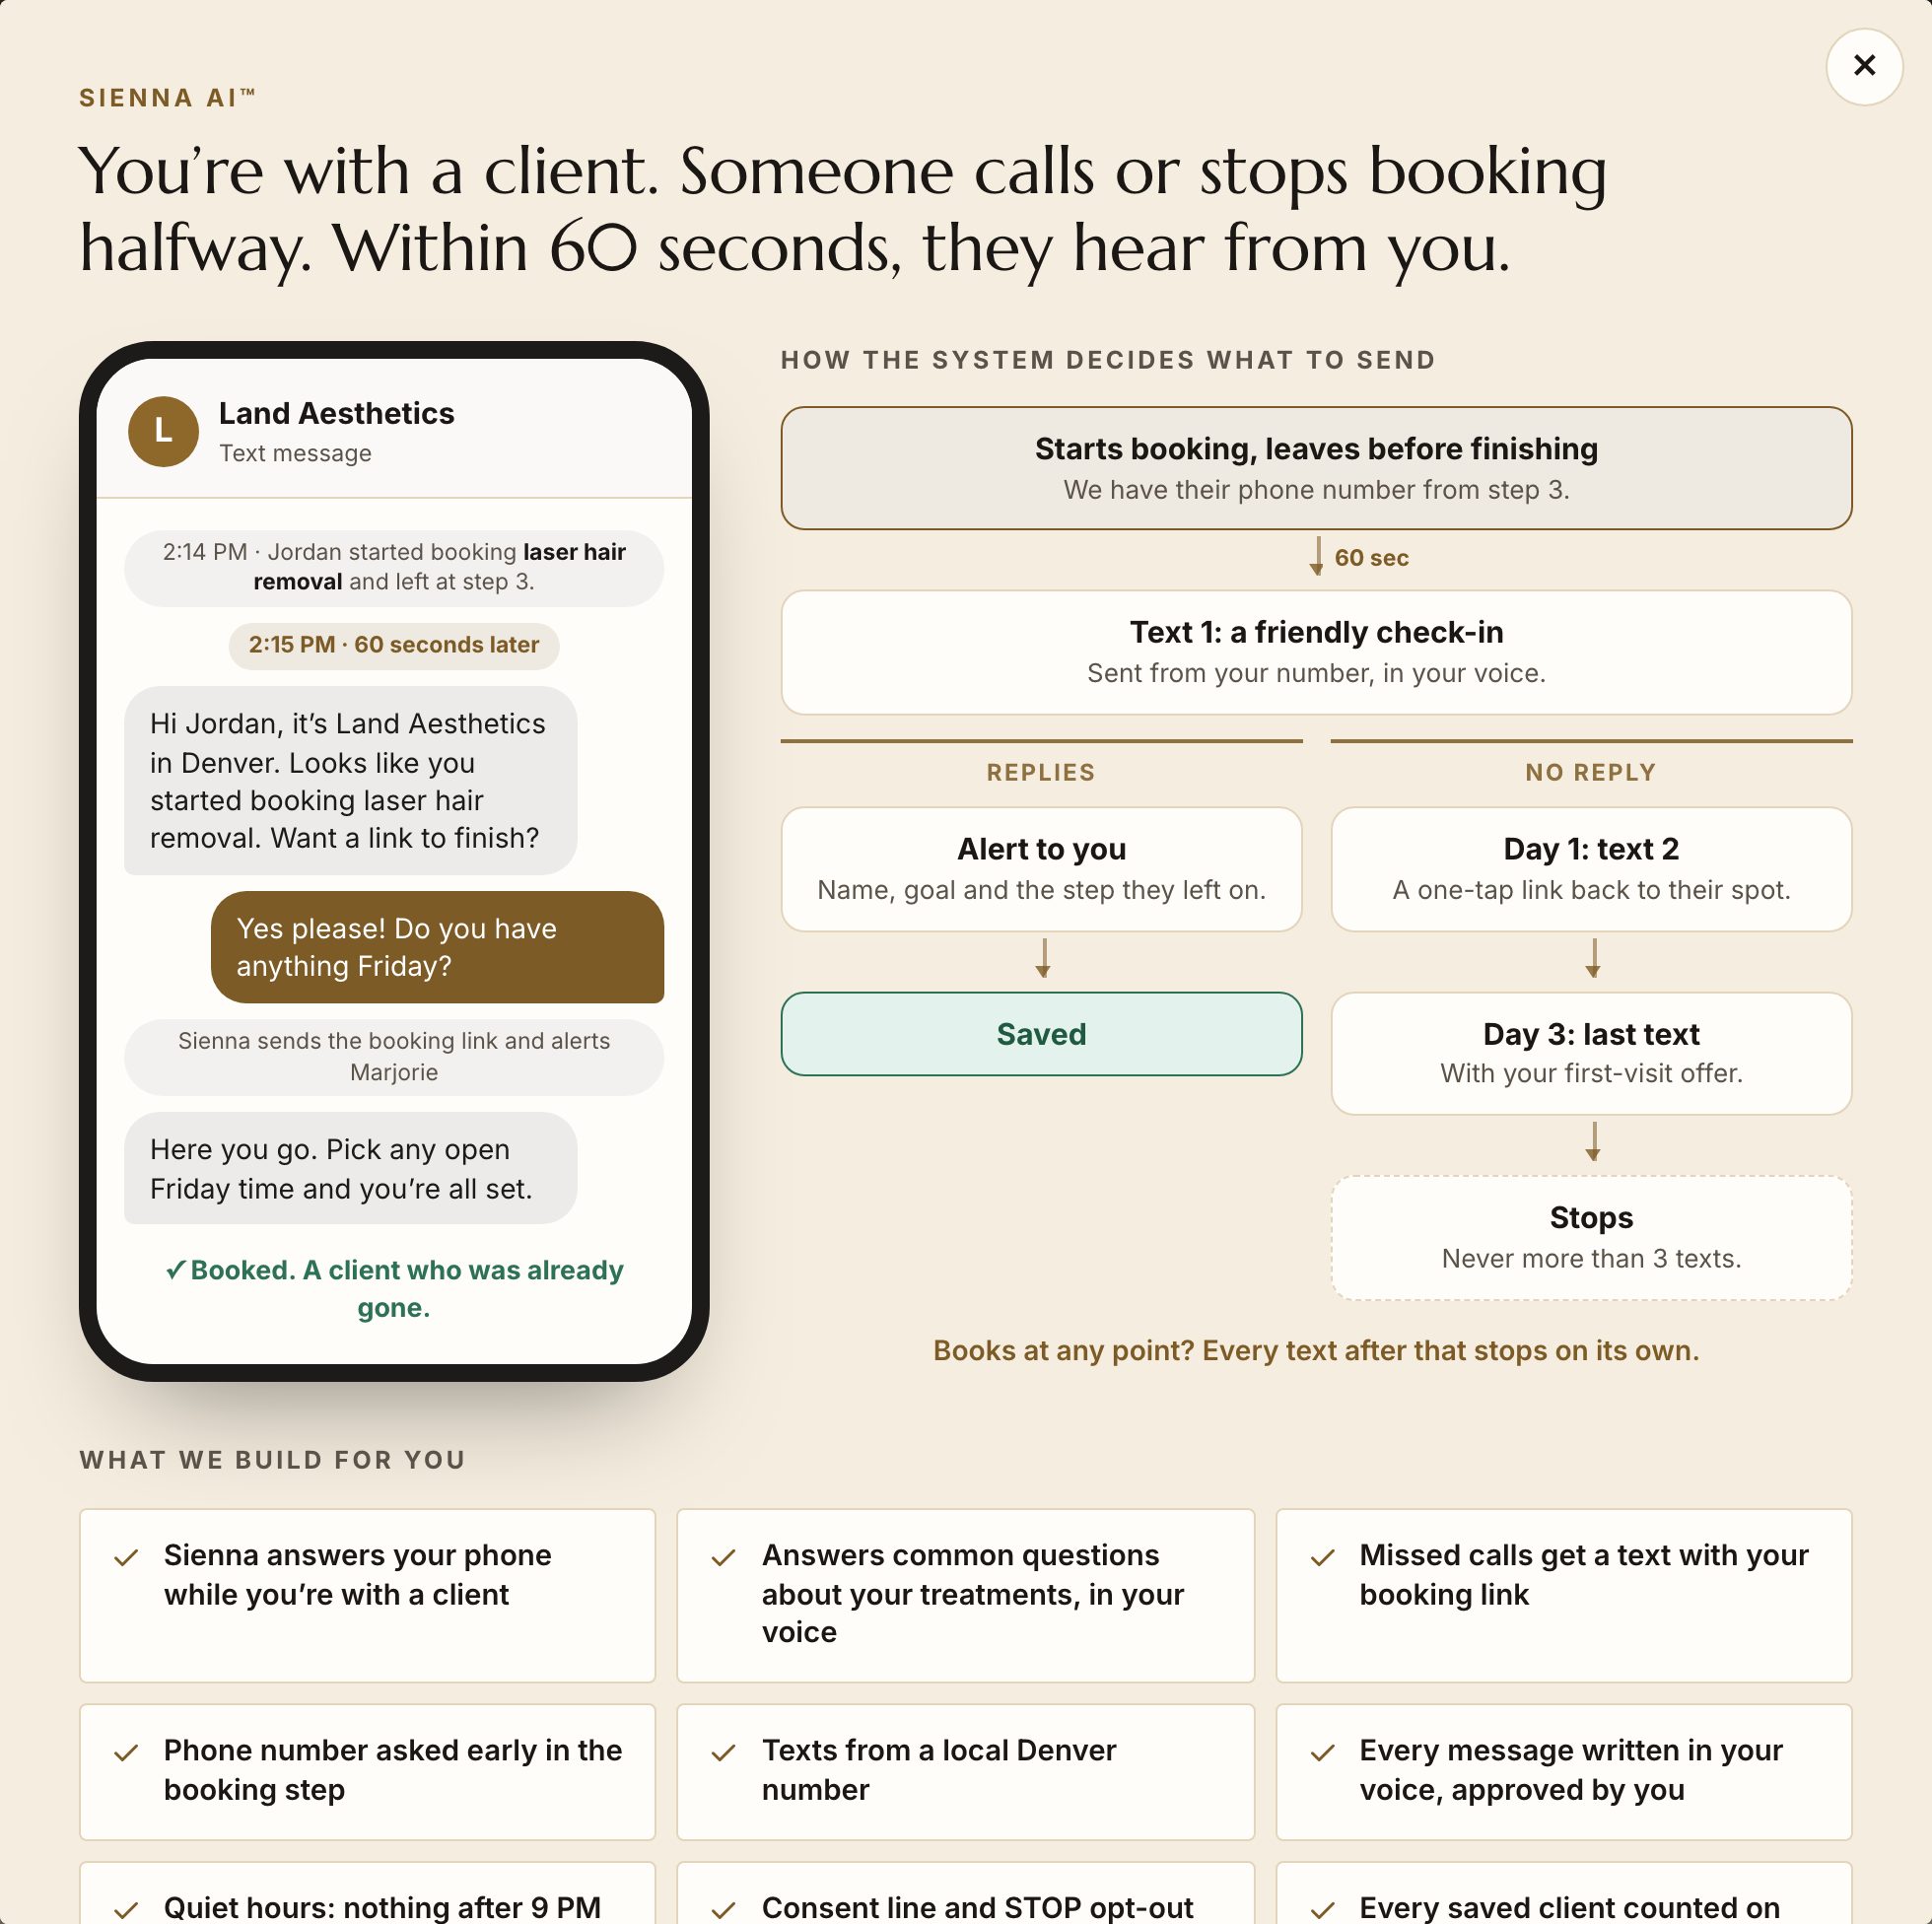 SIENNA AI™
You’re with a client. Someone calls or stops booking
halfway. Within 60 seconds, they hear from you.
L
Land Aesthetics
Text message
2:14 PM · Jordan started booking laser hair
removal and left at step 3.
2:15 PM · 60 seconds later
Hi Jordan, it’s Land Aesthetics
in Denver. Looks like you
started booking laser hair
removal. Want a link to finish?
Yes please! Do you have
anything Friday?
Sienna sends the booking link and alerts
Marjorie
Here you go. Pick any open
Friday time and you’re all set.
✓ Booked. A client who was already
gone.
HOW THE SYSTEM DECIDES WHAT TO SEND
Starts booking, leaves before finishing
We have their phone number from step 3.
60 sec
Text 1: a friendly check-in
Sent from your number, in your voice.
REPLIES
Alert to you
Name, goal and the step they left on.
Saved
NO REPLY
Day 1: text 2
A one-tap link back to their spot.
Day 3: last text
With your first-visit offer.
Stops
Never more than 3 texts.
Books at any point? Every text after that stops on its own.
WHAT WE BUILD FOR YOU
Sienna answers your phone
while you’re with a client
Answers common questions
about your treatments, in your
voice
Missed calls get a text with your
booking link
Phone number asked early in the
booking step
Texts from a local Denver
number
Every message written in your
voice, approved by you
Quiet hours: nothing after 9 PM
Consent line and STOP opt-out
Every saved client counted on